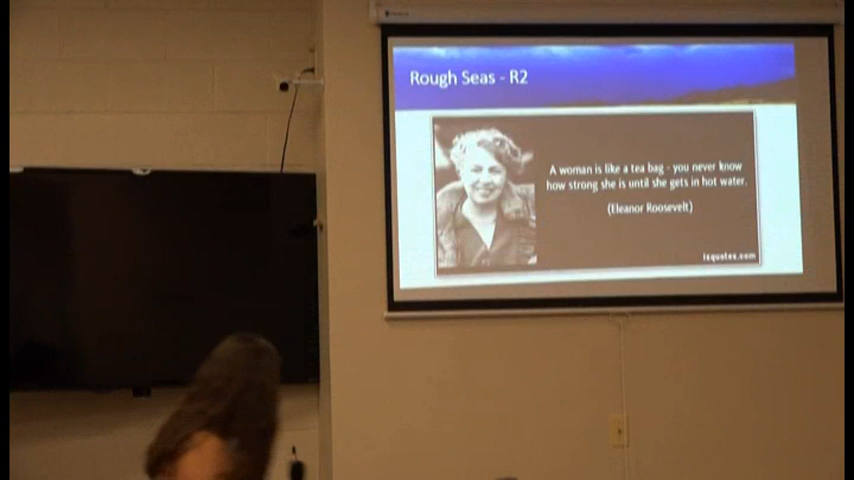 Rough Seas - R2
A woman is like a tea bag - you never know
how strong she is until she gets in hot water.
(Eleanor Roosevelt)
izquotes.com